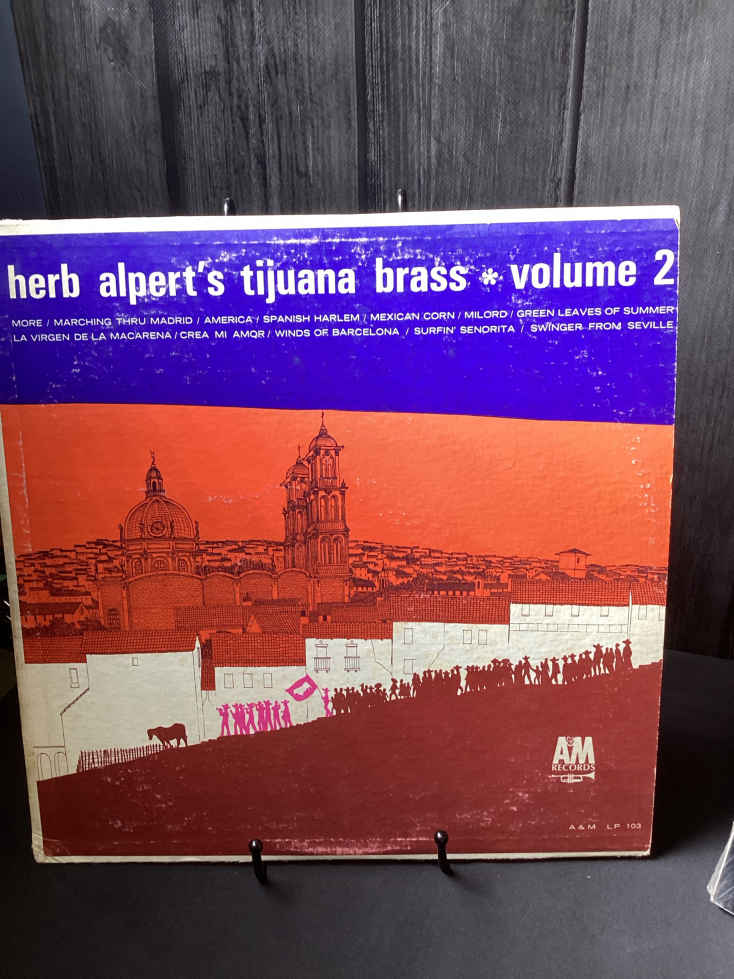 herb alpert's tijuana brass * volume 2
MORE / MARCHING THRU MADRID / AMERICA / SPANISH HARLEM / MEXICAN CORN / MILORD / GREEN LEAVES OF SUMMER
LA VIRGEN DE LA MACARENA / CREA MI AMOR / WINDS OF BARCELONA / SURFIN' SENORITA / SWINGER FROM SEVILLE
A&M
RECORDS
A & M LP 103